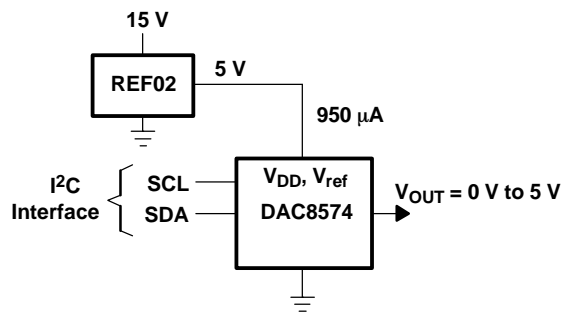 15 V
REF02
5 V
950 μA
I²C
Interface
SCL
SDA
V_DD, V_ref
DAC8574
V_OUT = 0 V to 5 V